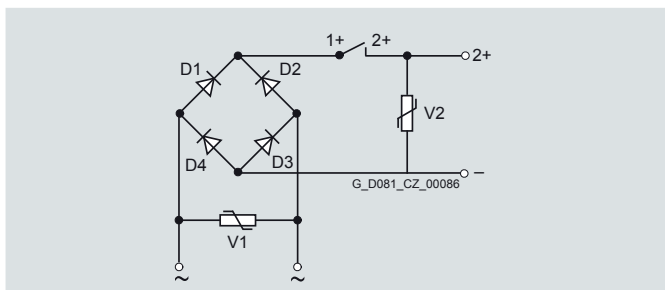 1+ 2+
2+
D1 D2
V2
D4 D3
−
G_D081_CZ_00086
V1
~ ~